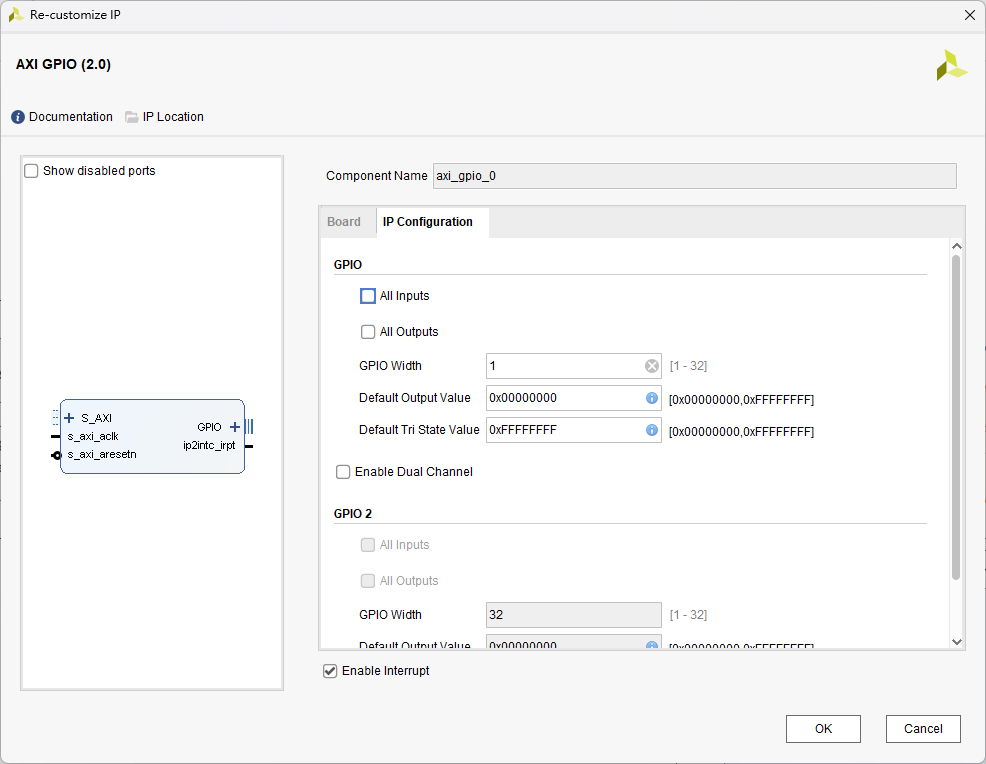 Re-customize IP
AXI GPIO (2.0)
Documentation IP Location
Show disabled ports
S_AXI
s_axi_aclk
s_axi_aresetn
GPIO
ip2intc_irpt
Component Name axi_gpio_0
Board IP Configuration
GPIO
All Inputs
All Outputs
GPIO Width 1 [1 - 32]
Default Output Value 0x00000000 [0x00000000,0xFFFFFFFF]
Default Tri State Value 0xFFFFFFFF [0x00000000,0xFFFFFFFF]
Enable Dual Channel
GPIO 2
All Inputs
All Outputs
GPIO Width 32 [1 - 32]
Default Output Value 0x00000000 [0x00000000,0xFFFFFFFF]
Enable Interrupt
OK Cancel